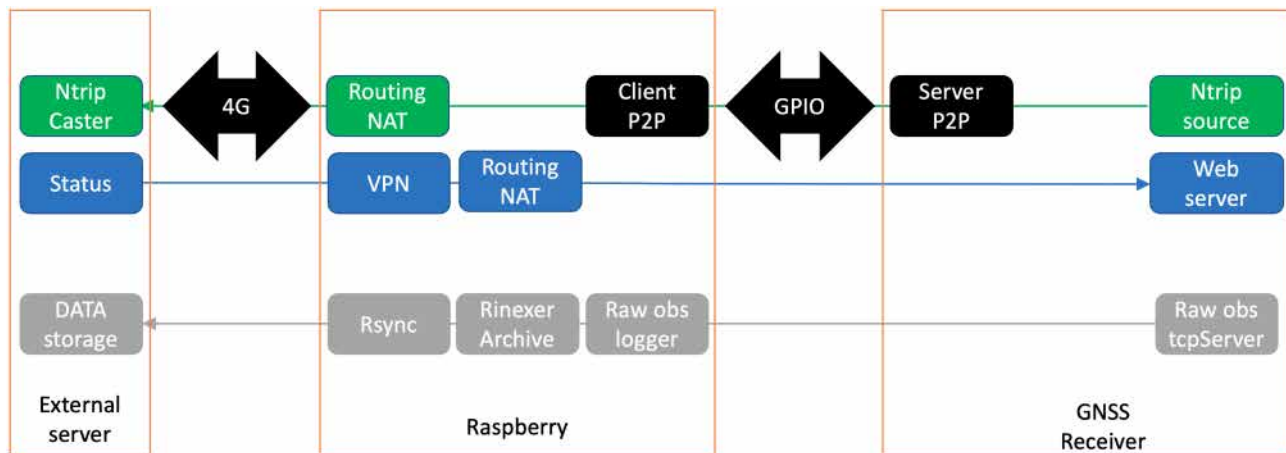 Ntrip
Caster
4G
Routing
NAT
Client
P2P
GPIO
Server
P2P
Ntrip
source
Status
VPN
Routing
NAT
Web
server
DATA
storage
Rsync
Rinexer
Archive
Raw obs
logger
Raw obs
tcpServer
External
server
Raspberry
GNSS
Receiver